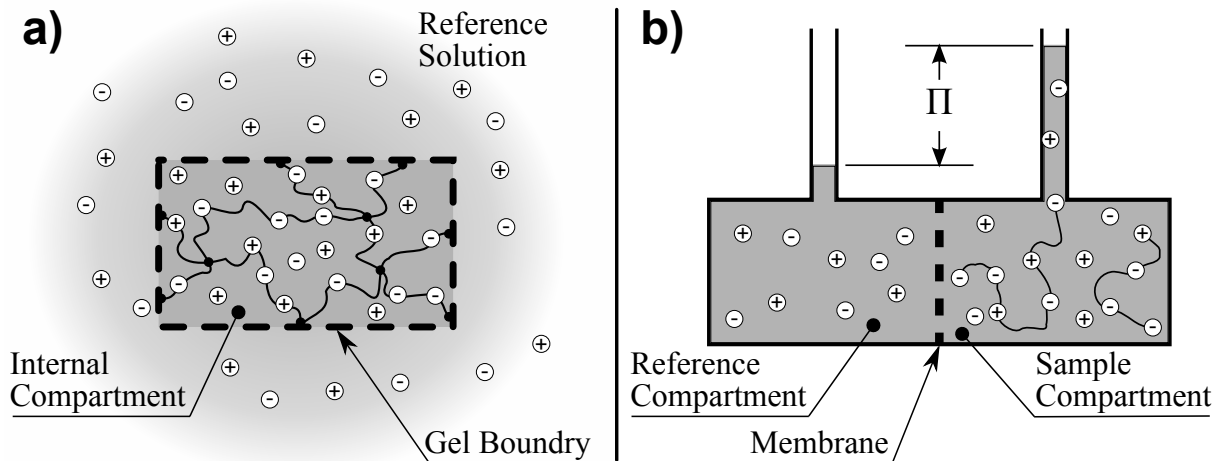 a)
Reference
Solution
Internal
Compartment
Gel Boundry
b)
Π
Reference
Compartment
Membrane
Sample
Compartment